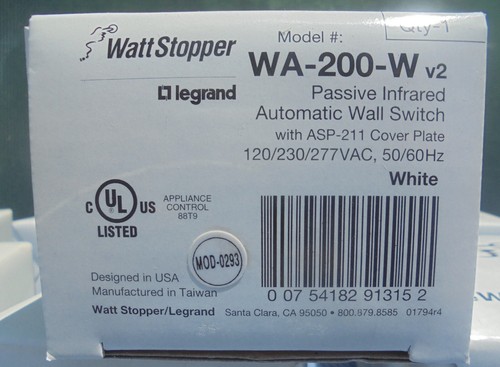 Qty-1
Model #:
WattStopper
WA-200-W v2
legrand
Passive Infrared
Automatic Wall Switch
with ASP-211 Cover Plate
120/230/277VAC, 50/60Hz
White
C UL US
LISTED
APPLIANCE
CONTROL
88T9
MOD-0293
Designed in USA
Manufactured in Taiwan
0 07 54182 91315 2
Watt Stopper/Legrand Santa Clara, CA 95050 • 800.979.8585 01794r4